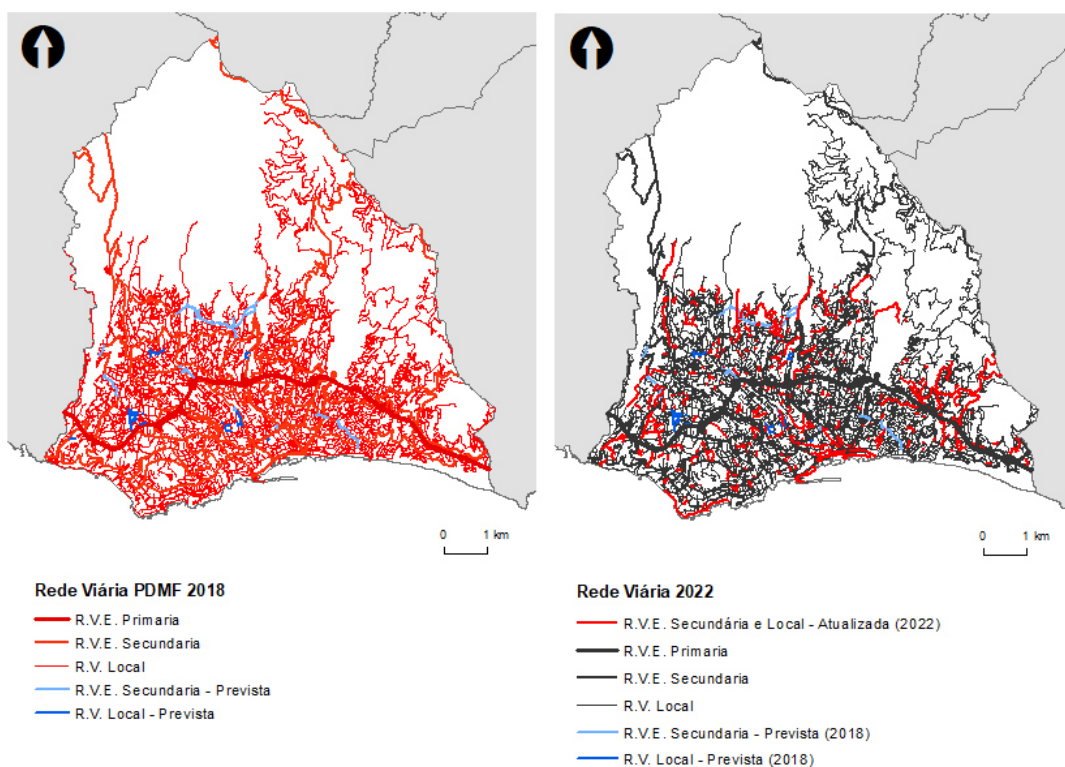 0 1 km
Rede Viária PDMF 2018
R.V.E. Primaria
R.V.E. Secundaria
R.V. Local
R.V.E. Secundaria - Prevista
R.V. Local - Prevista
0 1 km
Rede Viária 2022
R.V.E. Secundária e Local - Atualizada (2022)
R.V.E. Primaria
R.V.E. Secundaria
R.V. Local
R.V.E. Secundaria - Prevista (2018)
R.V. Local - Prevista (2018)